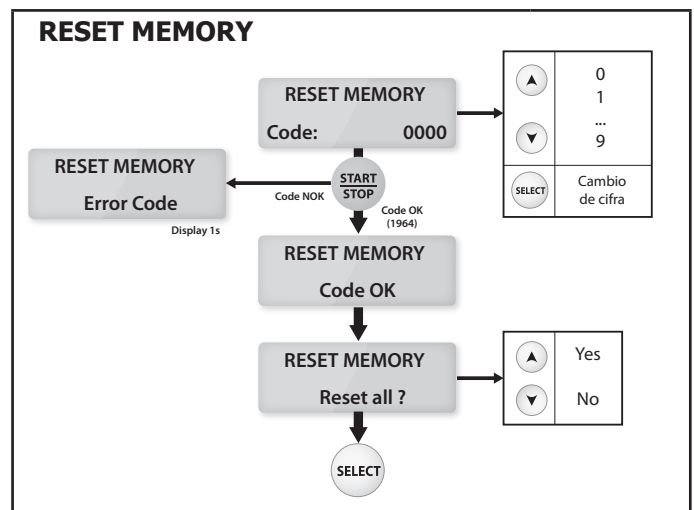 RESET MEMORY
RESET MEMORY
Code: 0000
0
1
...
9
SELECT
Cambio
de cifra
RESET MEMORY
Error Code
Display 1s
Code NOK
START
STOP
Code OK
(1964)
RESET MEMORY
Code OK
RESET MEMORY
Reset all ?
Yes
No
SELECT